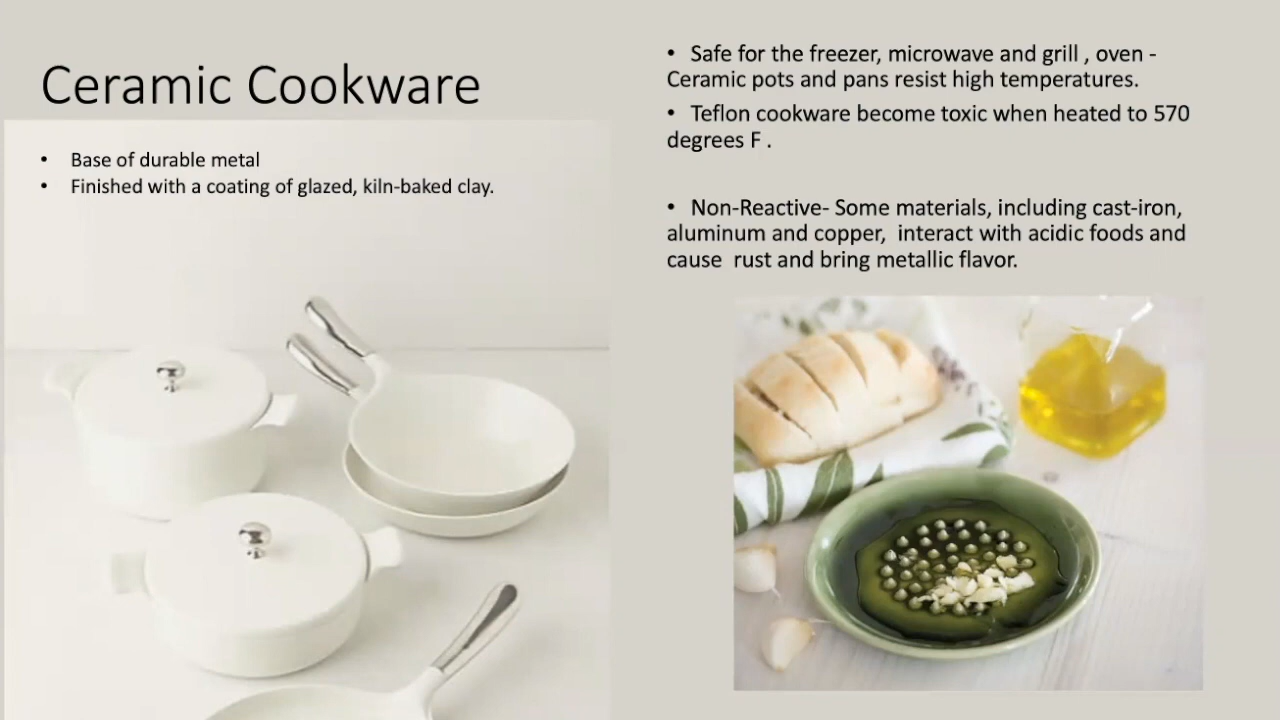 Ceramic Cookware
• Base of durable metal
• Finished with a coating of glazed, kiln-baked clay.
• Safe for the freezer, microwave and grill , oven -
Ceramic pots and pans resist high temperatures.
• Teflon cookware become toxic when heated to 570
degrees F .
• Non-Reactive- Some materials, including cast-iron,
aluminum and copper,  interact with acidic foods and
cause  rust and bring metallic flavor.